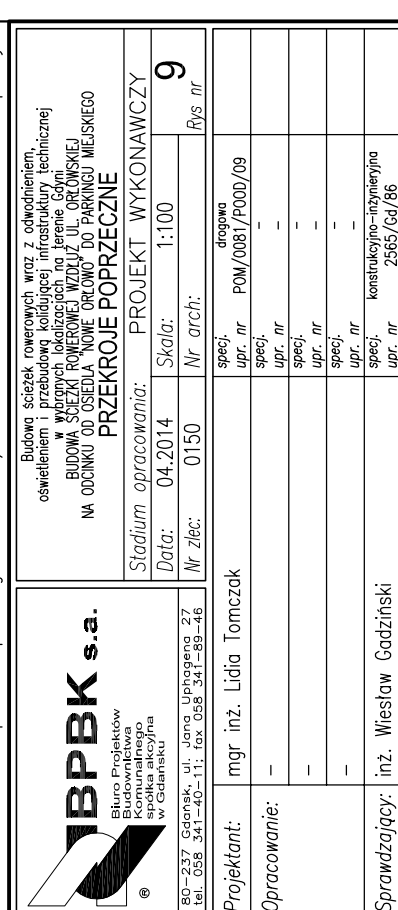 BPBK s.a.
Biuro Projektów
Budownictwa
Komunalnego
spółka akcyjna
w Gdańsku
®
80-237 Gdańsk, ul. Jana Uphagena 27
tel. 058 341-40-11; fax 058 341-89-46
Budowa ścieżek rowerowych wraz z odwodnieniem,
oświetleniem i przebudową kolidującej infrastruktury technicznej
w wybranych lokalizacjach na terenie Gdyni
BUDOWA ŚCIEŻKI ROWEROWEJ WZDŁUŻ UL. ORŁOWSKIEJ
NA ODCINKU OD OSIEDLA "NOWE ORŁOWO" DO PARKINGU MIEJSKIEGO
PRZEKROJE POPRZECZNE
Stadium opracowania: PROJEKT WYKONAWCZY
Data: 04.2014 Skala: 1:100 9
Nr zlec: 0150 Nr arch: Rys nr
Projektant: mgr inż. Lidia Tomczak specj. drogowa
upr. nr POM/0081/POOD/09
Opracowanie: – specj. –
upr. nr –
– specj. –
upr. nr –
– specj. –
upr. nr –
Sprawdzający: inż. Wiesław Gadziński specj. konstrukcyjno-inżynieryjna
upr. nr 2565/Gd/86